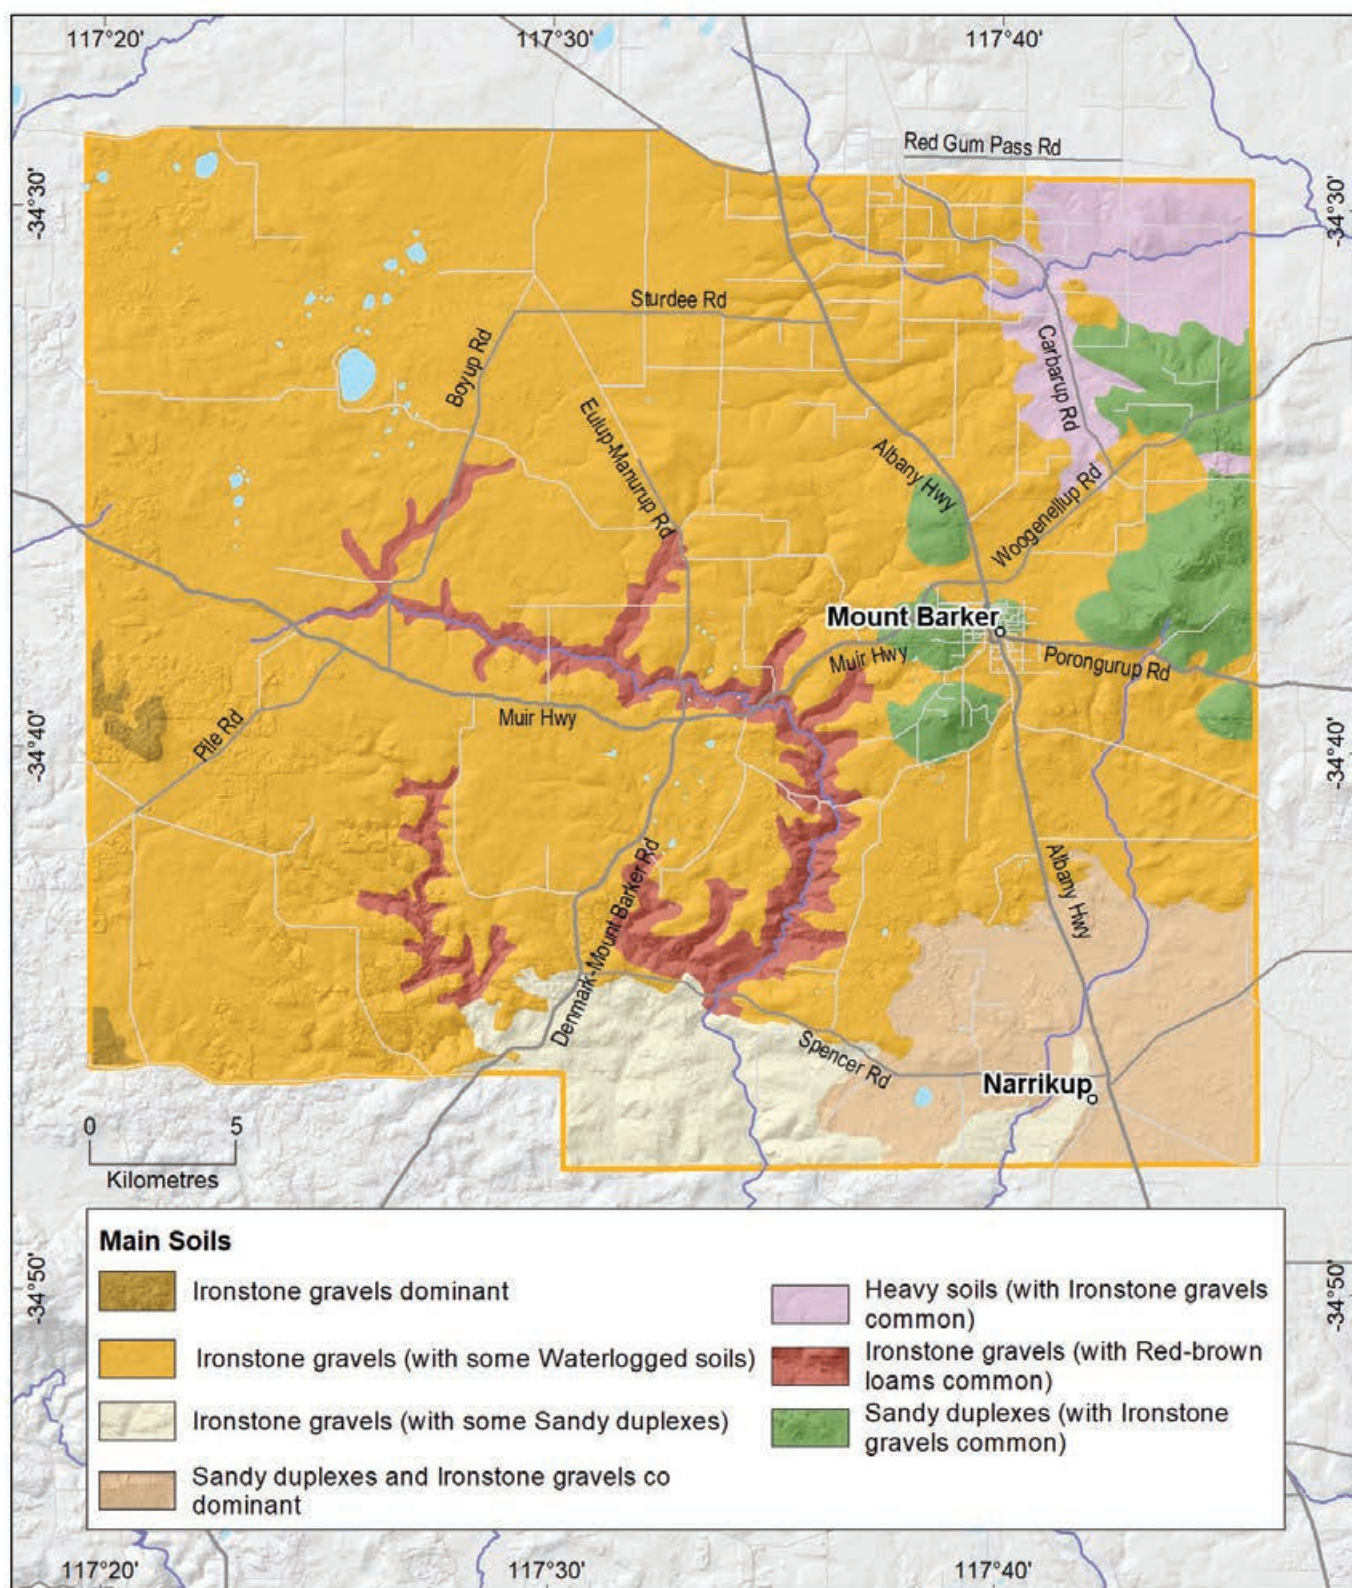 117°20'
117°30'
117°40'
Red Gum Pass Rd
-34°30'
-34°30'
Sturdee Rd
Boyup Rd
Carbarup Rd
Eulup-Manurup Rd
Albany Hwy
Woogenellup Rd
Mount Barker
Muir Hwy
Porongurup Rd
Muir Hwy
Pile Rd
-34°40'
-34°40'
Denmark-Mount Barker Rd
Albany Hwy
Spencer Rd
Narrikup
0 5
Kilometres
Main Soils
Ironstone gravels dominant
Ironstone gravels (with some Waterlogged soils)
Ironstone gravels (with some Sandy duplexes)
Sandy duplexes and Ironstone gravels co
dominant
Heavy soils (with Ironstone gravels
common)
Ironstone gravels (with Red-brown
loams common)
Sandy duplexes (with Ironstone
gravels common)
-34°50'
-34°50'
117°20'
117°30'
117°40'